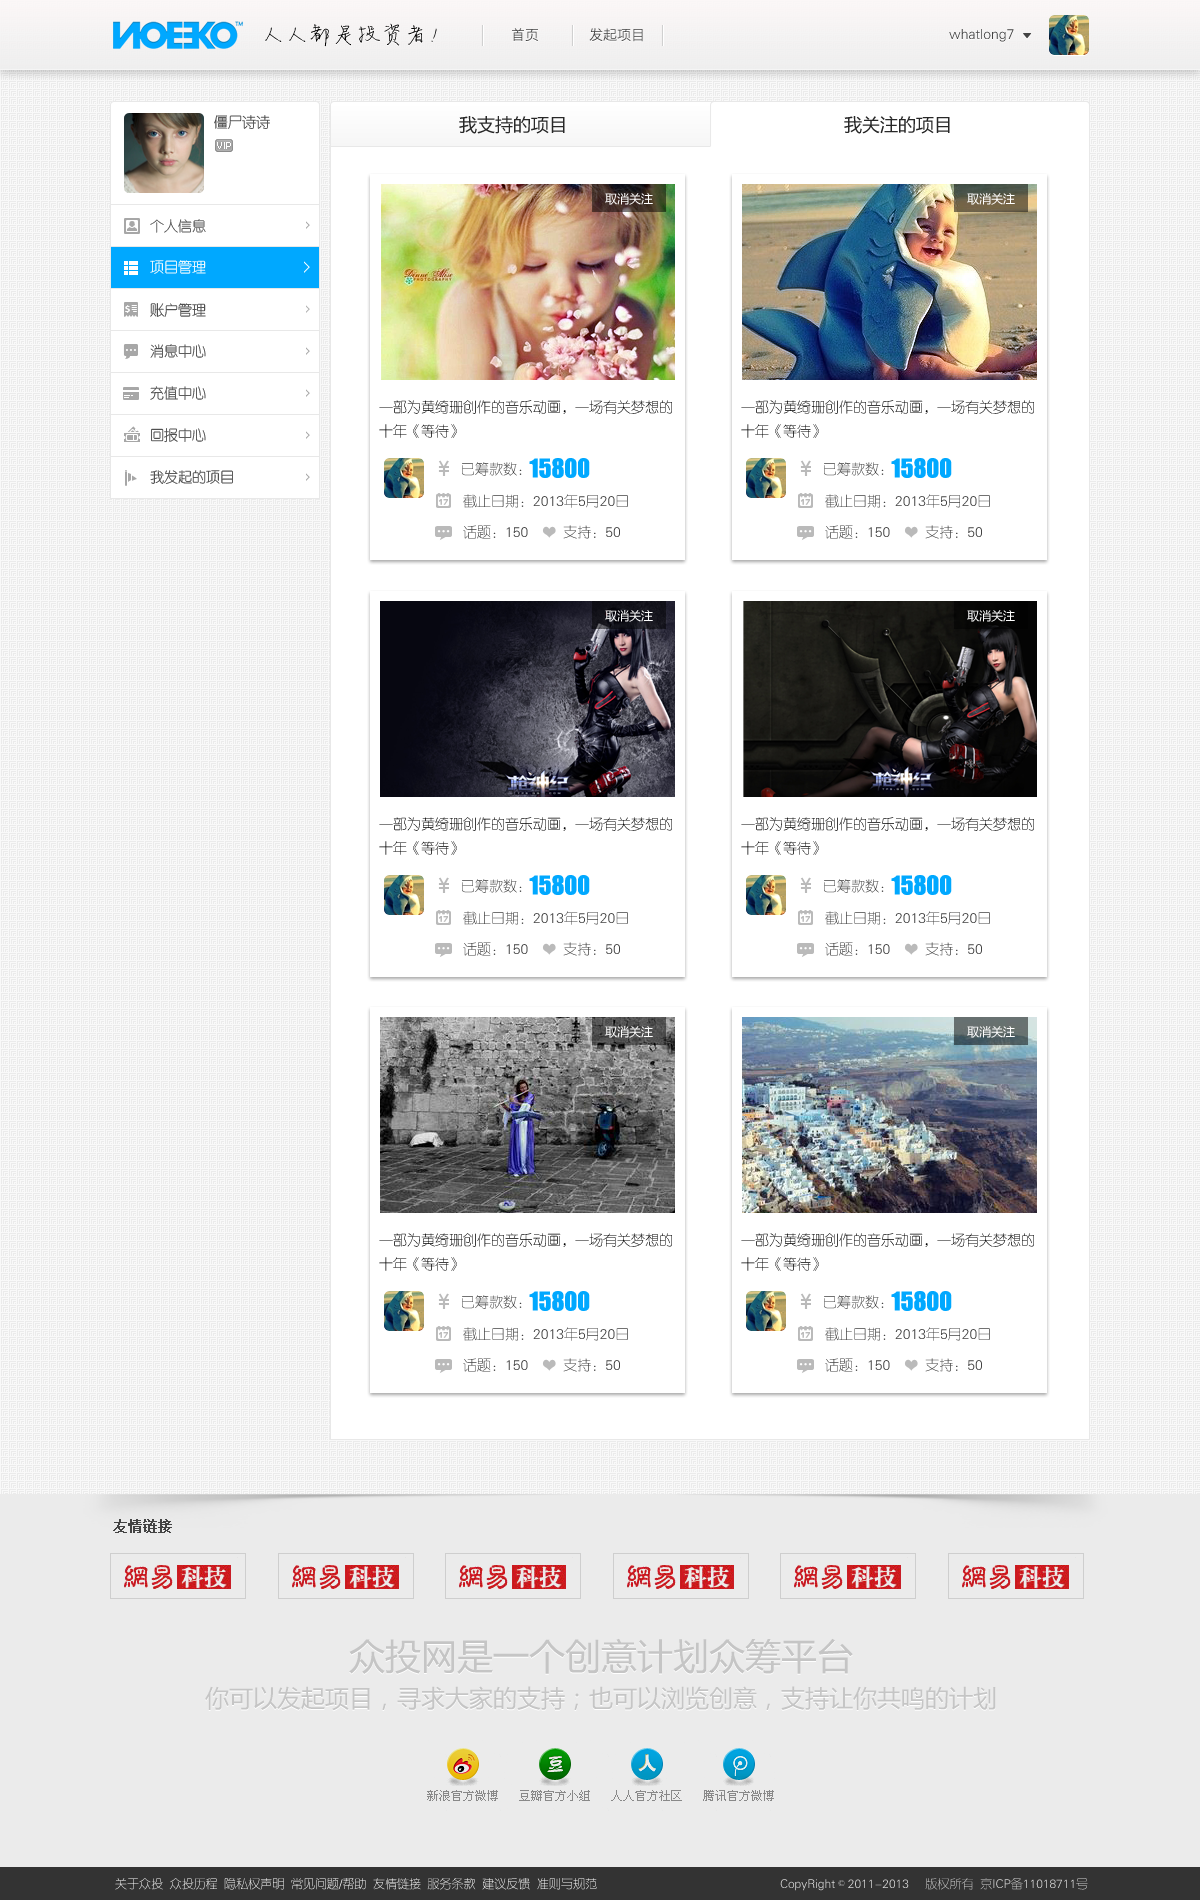 NOEKO™ 人人都是投资者！ 首页 发起项目 whatlong7
僵尸诗诗
VIP
个人信息
项目管理
账户管理
消息中心
充值中心
回报中心
我发起的项目
我支持的项目 我关注的项目
取消关注 取消关注
一部为黄绮珊创作的音乐动画，一场有关梦想的
十年《等待》
¥ 已筹款数：15800
17 截止日期：2013年5月20日
话题：150 支持：50
一部为黄绮珊创作的音乐动画，一场有关梦想的
十年《等待》
¥ 已筹款数：15800
17 截止日期：2013年5月20日
话题：150 支持：50
取消关注 取消关注
枪神纪 枪神纪
一部为黄绮珊创作的音乐动画，一场有关梦想的
十年《等待》
¥ 已筹款数：15800
17 截止日期：2013年5月20日
话题：150 支持：50
一部为黄绮珊创作的音乐动画，一场有关梦想的
十年《等待》
¥ 已筹款数：15800
17 截止日期：2013年5月20日
话题：150 支持：50
取消关注 取消关注
一部为黄绮珊创作的音乐动画，一场有关梦想的
十年《等待》
¥ 已筹款数：15800
17 截止日期：2013年5月20日
话题：150 支持：50
一部为黄绮珊创作的音乐动画，一场有关梦想的
十年《等待》
¥ 已筹款数：15800
17 截止日期：2013年5月20日
话题：150 支持：50
友情链接
網易科技 網易科技 網易科技 網易科技 網易科技 網易科技
众投网是一个创意计划众筹平台
你可以发起项目，寻求大家的支持；也可以浏览创意，支持让你共鸣的计划
豆 人
新浪官方微博 豆瓣官方小组 人人官方社区 腾讯官方微博
关于众投 众投历程 隐私权声明 常见问题/帮助 友情链接 服务条款 建议反馈 准则与规范 CopyRight © 2011-2013 版权所有 京ICP备11018711号